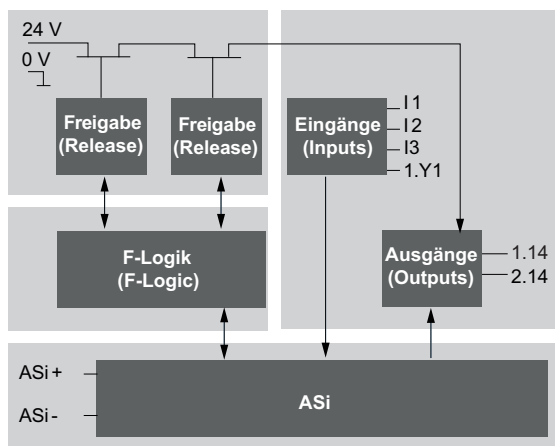 24 V
0 V
Freigabe
(Release)
Freigabe
(Release)
Eingänge
(Inputs)
I1
I2
I3
1.Y1
F-Logik
(F-Logic)
Ausgänge
(Outputs)
1.14
2.14
ASi+
ASi-
ASi